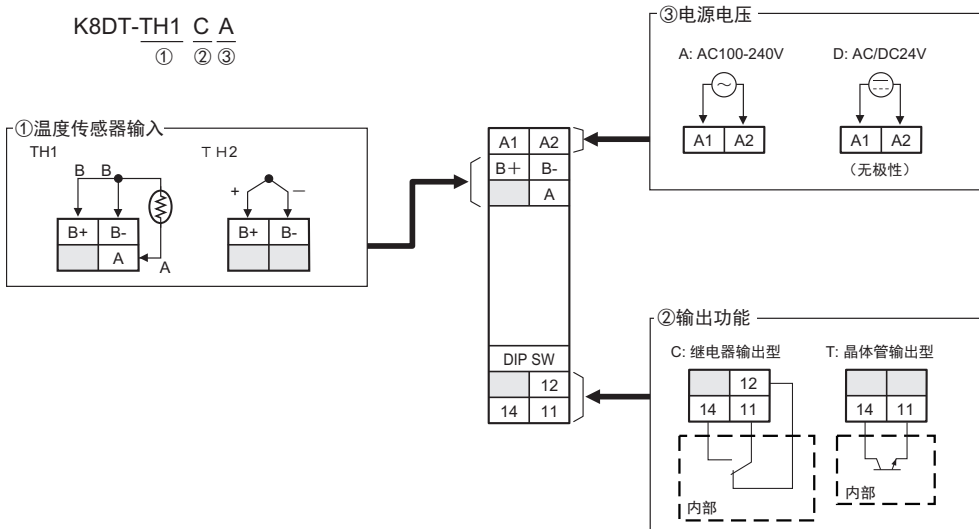 K8DT-TH1 C A
① ② ③
③电源电压
A: AC100-240V
D: AC/DC24V
A1 A2
A1 A2
（无极性）
①温度传感器输入
TH1
ＴＨ2
B B
+ −
B+ B-
A
A
B+ B-
A1 A2
B+ B-
A
DIP SW
12
14 11
②输出功能
C: 继电器输出型
T: 晶体管输出型
12
14 11
14 11
内部
内部